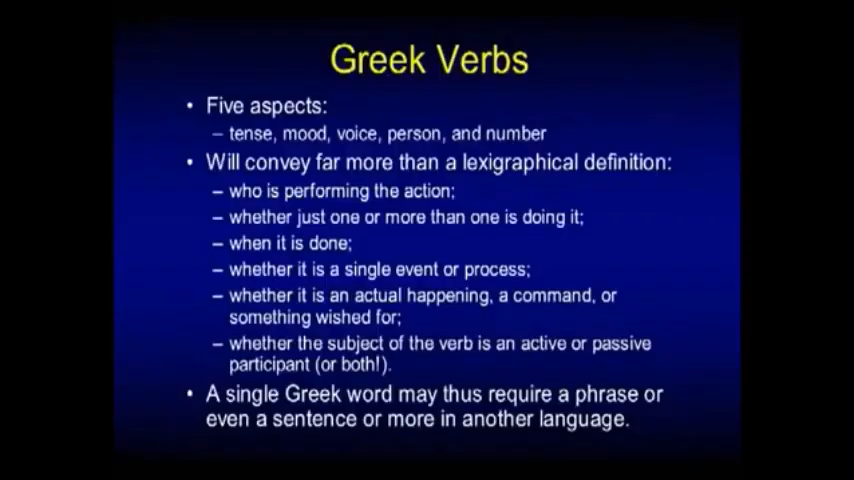 Greek Verbs
• Five aspects:
– tense, mood, voice, person, and number
• Will convey far more than a lexigraphical definition:
– who is performing the action;
– whether just one or more than one is doing it;
– when it is done;
– whether it is a single event or process;
– whether it is an actual happening, a command, or
something wished for;
– whether the subject of the verb is an active or passive
participant (or both!).
• A single Greek word may thus require a phrase or
even a sentence or more in another language.